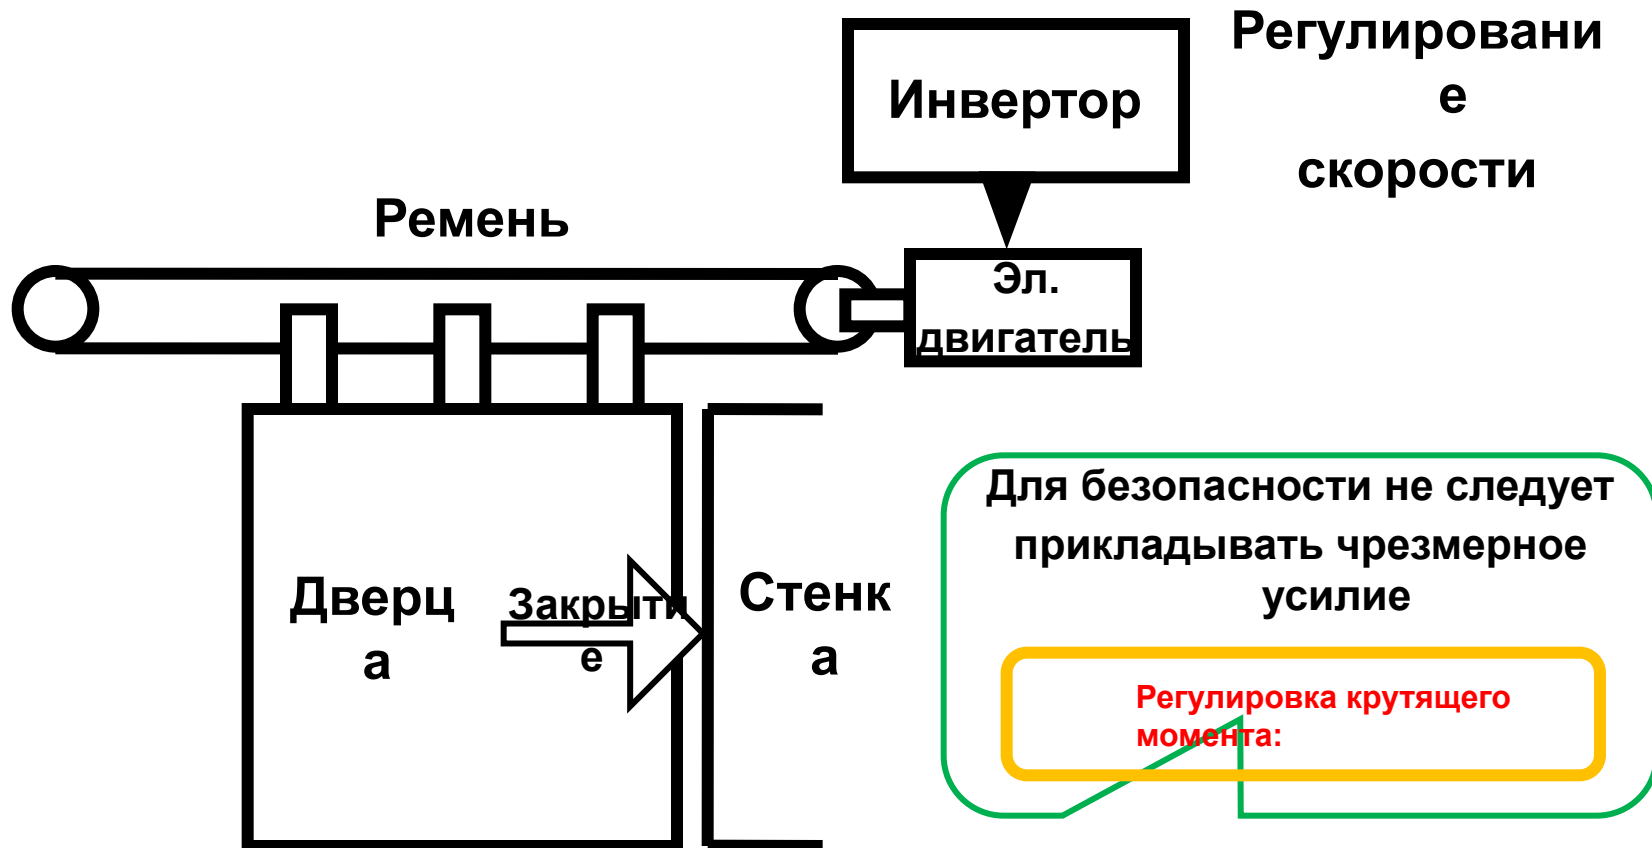 Регулировани
е
скорости
Инвертор
Ремень
Эл.
двигатель
Для безопасности не следует
прикладывать чрезмерное
усилие
Дверц
а
Закрыти
е
Стенк
а
Регулировка крутящего
момента: